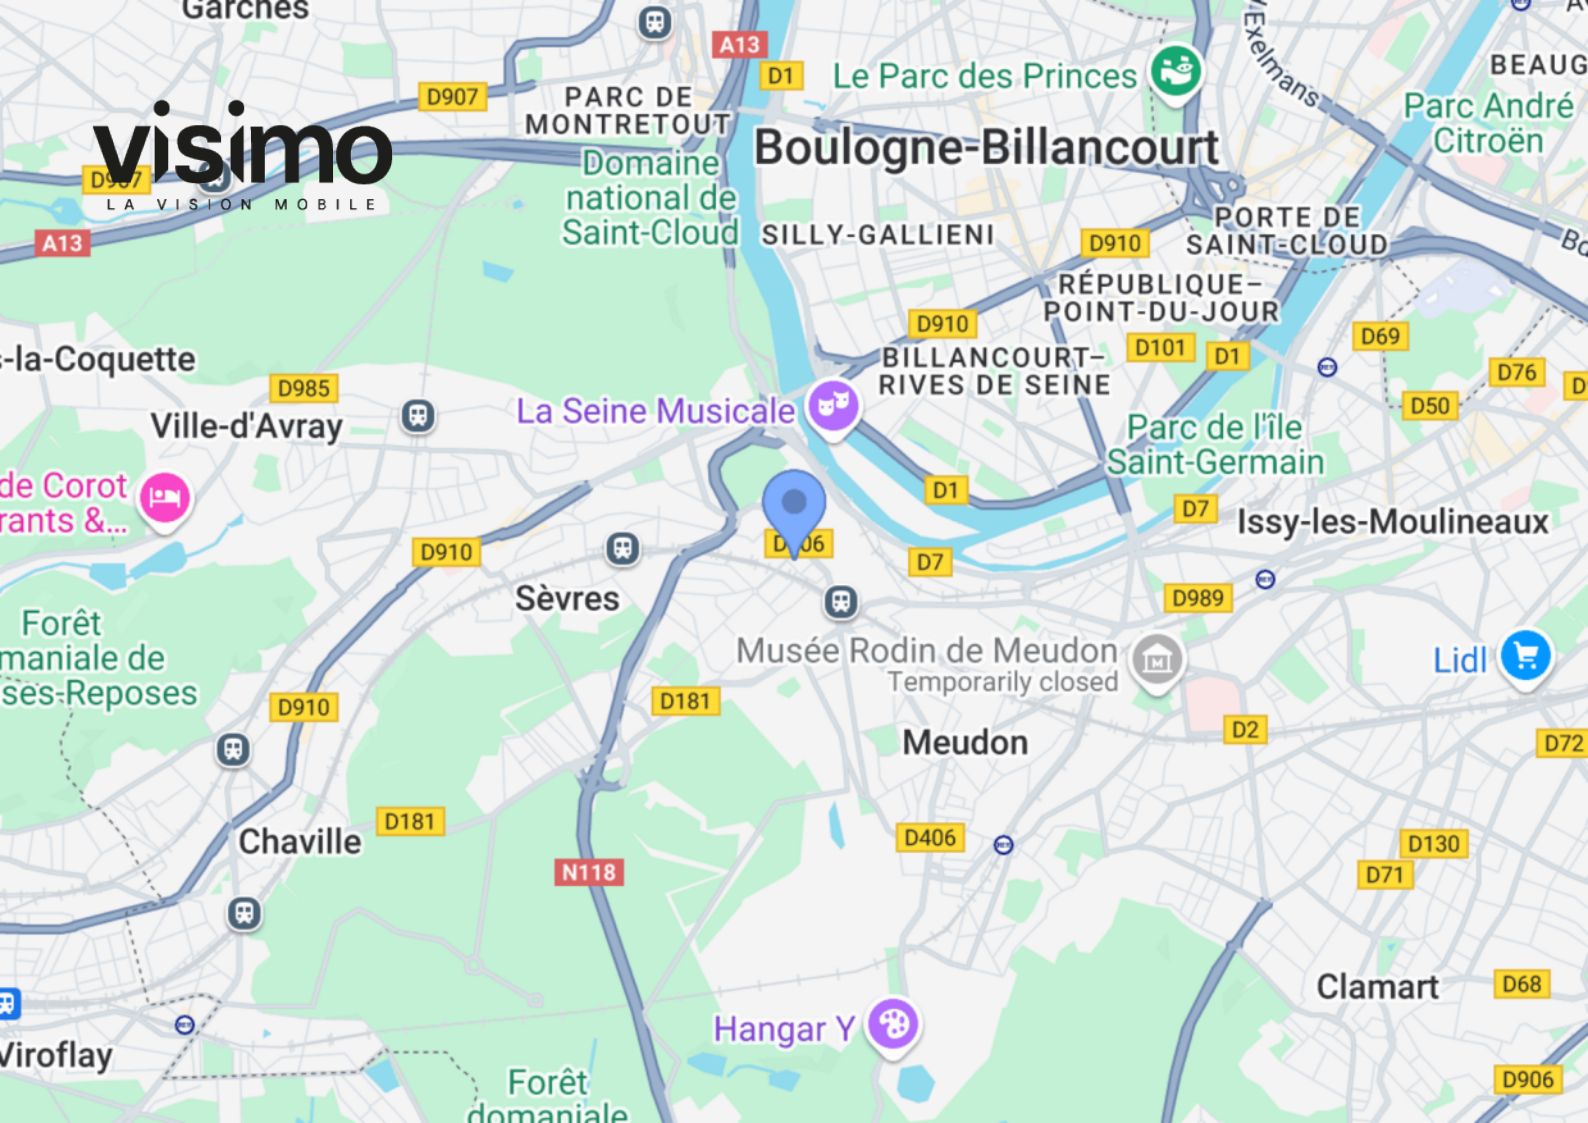 Garches
A13
D1
Le Parc des Princes
Exelmans
BEAUG
D907
PARC DE
MONTRETOUT
Parc André
Citroën
visimo
LA VISION MOBILE
Boulogne-Billancourt
Domaine
national de
Saint-Cloud
SILLY-GALLIENI
A13
D910
PORTE DE
SAINT-CLOUD
RÉPUBLIQUE–
POINT-DU-JOUR
D910
D101
D1
D69
s-la-Coquette
BILLANCOURT–
RIVES DE SEINE
D76
D985
D50
Ville-d'Avray
La Seine Musicale
Parc de l'île
Saint-Germain
de Corot
rants &...
D1
D7
Issy-les-Moulineaux
D910
D7
Sèvres
D989
Forêt
maniale de
ses-Reposes
Musée Rodin de Meudon
Temporarily closed
Lidl
D910
D181
D2
Meudon
D72
D181
Chaville
D406
D130
N118
D71
Clamart
D68
Hangar Y
Viroflay
Forêt
domaniale
D906